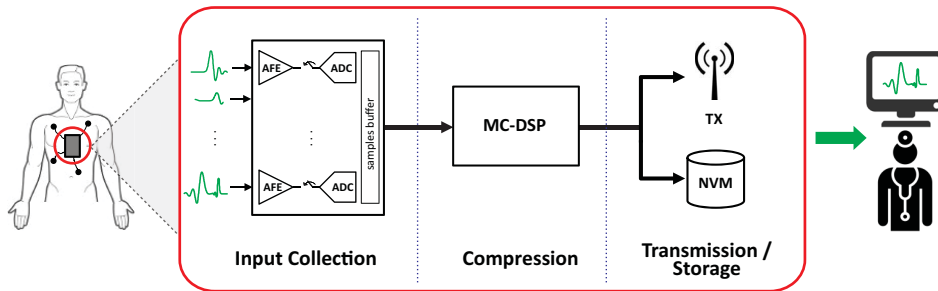 AFE
ADC
samples buffer
AFE
ADC
MC-DSP
TX
NVM
Input Collection
Compression
Transmission /
Storage